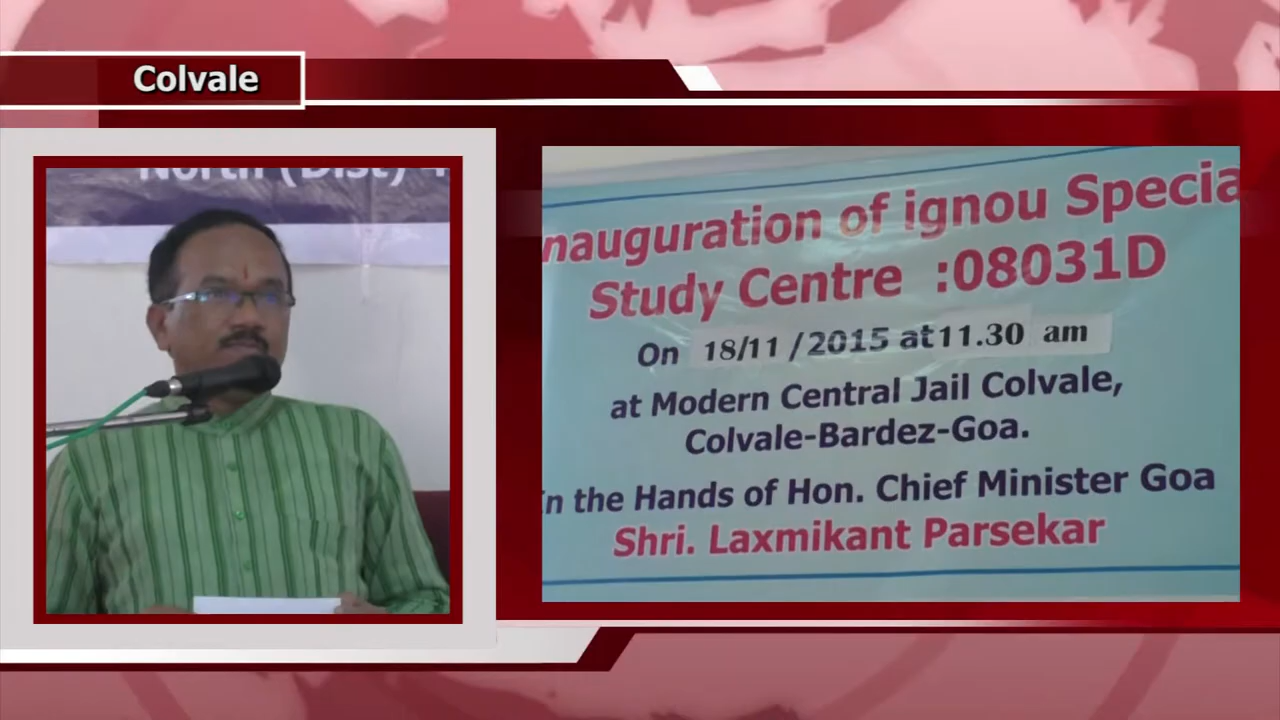 Colvale
North (Dist)
nauguration of ignou Specia
Study Centre :08031D
On 18/11/2015 at 11.30 am
at Modern Central Jail Colvale,
Colvale-Bardez-Goa.
In the Hands of Hon. Chief Minister Goa
Shri. Laxmikant Parsekar